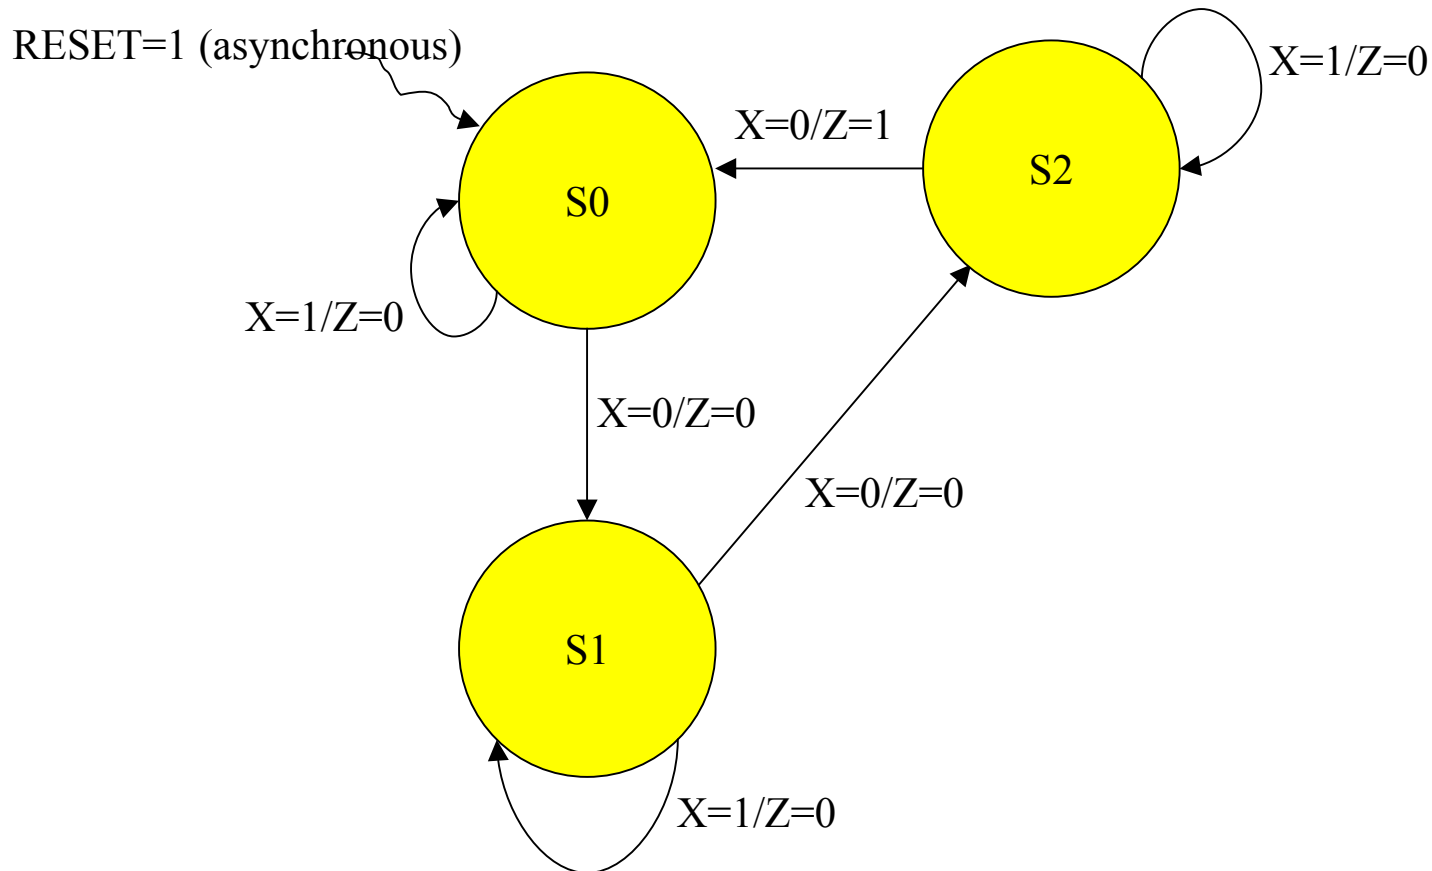 RESET=1 (asynchronous)
X=1/Z=0
X=0/Z=1
S2
S0
X=1/Z=0
X=0/Z=0
X=0/Z=0
S1
X=1/Z=0